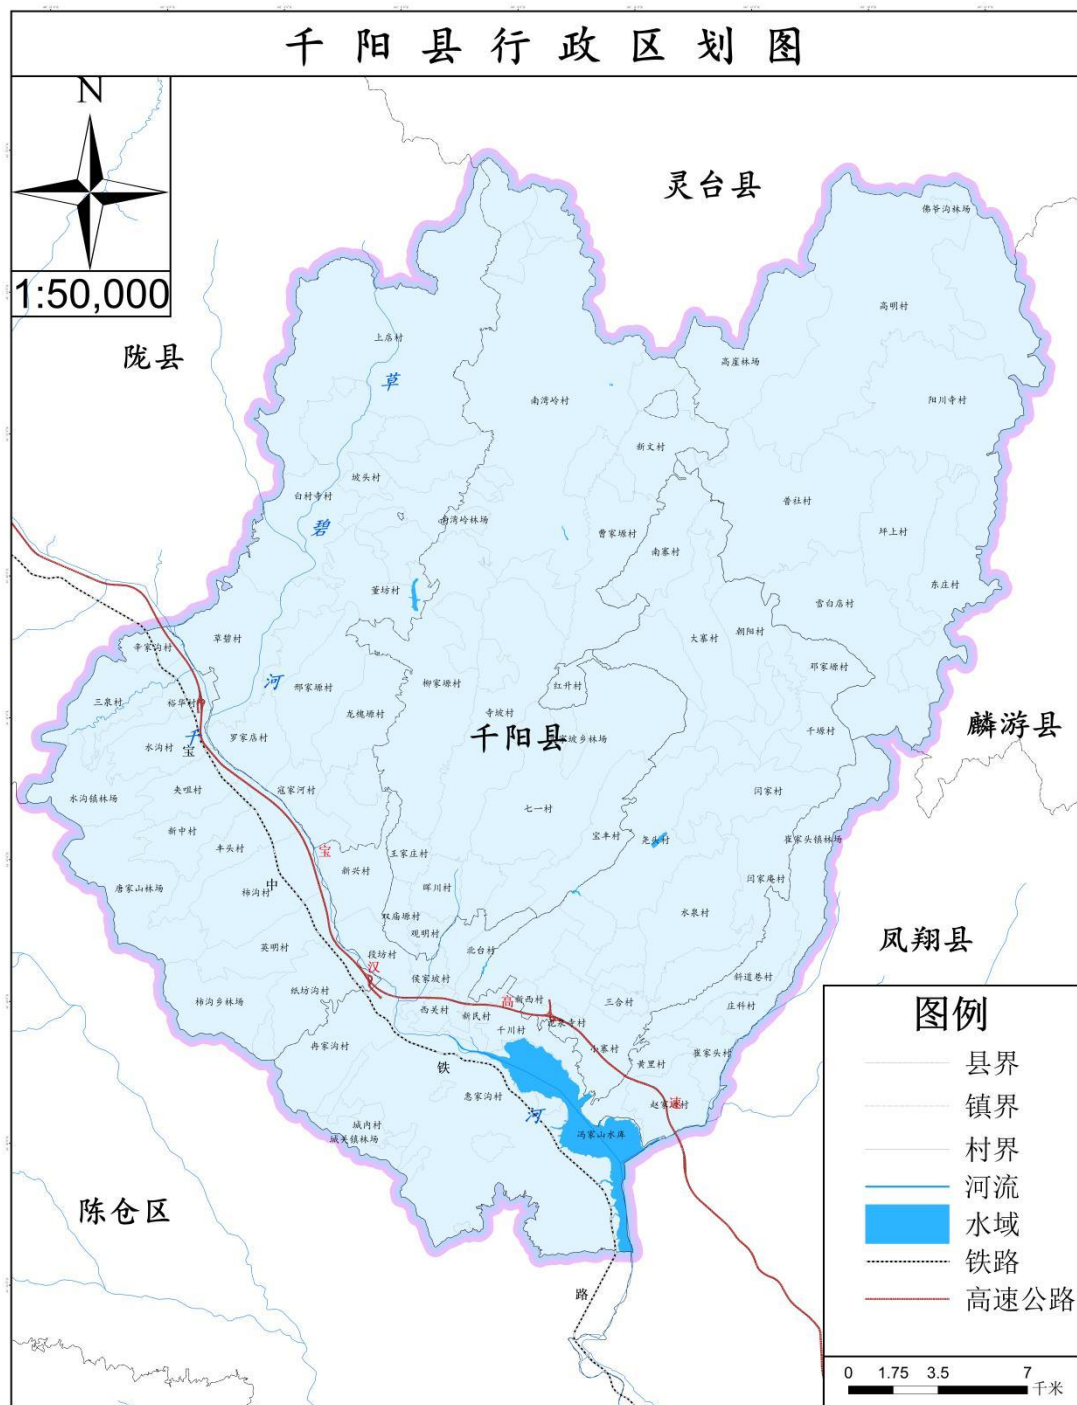 千阳县行政区划图
N
1:50,000
灵台县
佛爷沟林场
高明村
上店村
陇县
草
高崖林场
南湾岭村
阳川寺村
新文村
坡头村
白村寺村
普社村
南湾岭林场
碧
曹家塬村
坪上村
南寨村
董坊村
东庄村
雪白店村
草碧村
大寨村
朝阳村
辛家沟村
邓家塬村
河
邢家塬村
柳家塬村
红升村
三泉村
裕华村
龙槐塬村
寺坡村
麟游县
千塬村
千
罗家店村
千阳县
水沟村
宝
水沟镇林场
夹咀村
寇家河村
闫家村
七一村
新中村
宝丰村
尧头村
崔家头镇林场
丰头村
宝
王家庄村
新兴村
唐家山林场
柿沟村
中
晖川村
闫家庵村
双庙塬村
水泉村
观明村
凤翔县
英明村
段坊村
北台村
汉
侯家坡村
斜道巷村
纸坊沟村
柿沟乡林场
西关村
新民村
高
新西村
三合村
庄科村
千川村
冉家沟村
小寨村
崔家头村
黄里村
铁
惠家沟村
速
河
城内村
城关镇林场
冯家山水库
陈仓区
路
图例
县界
镇界
村界
河流
水域
铁路
高速公路
0 1.75 3.5 7
千米